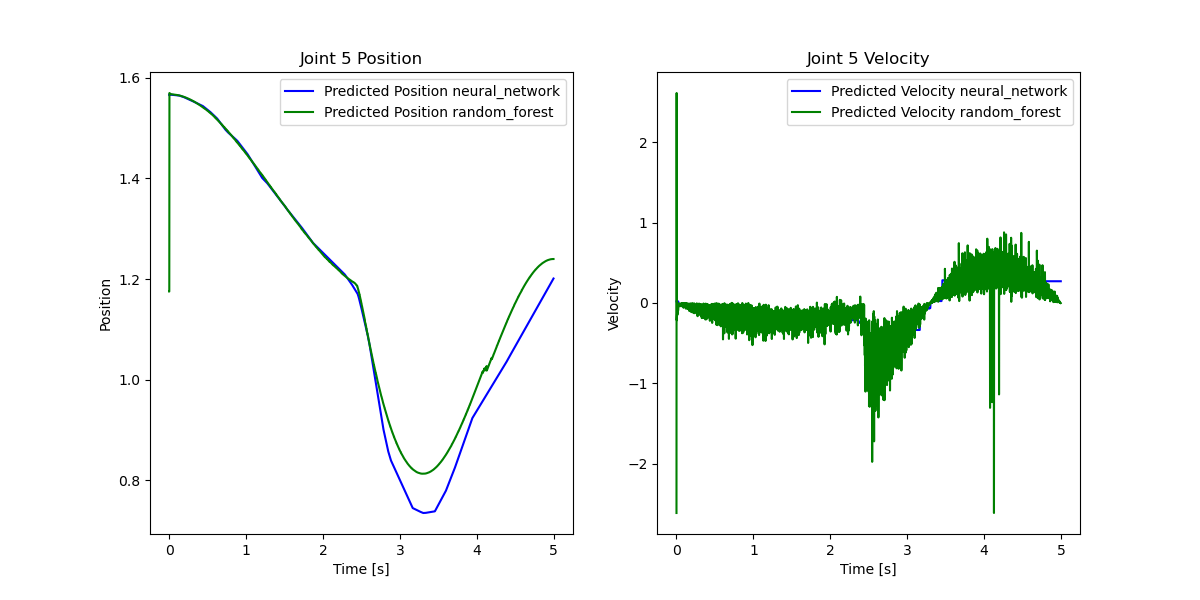 Joint 5 Position
Predicted Position neural_network
Predicted Position random_forest
1.6
1.4
1.2
1.0
0.8
Position
0 1 2 3 4 5
Time [s]
Joint 5 Velocity
Predicted Velocity neural_network
Predicted Velocity random_forest
2
1
0
−1
−2
Velocity
0 1 2 3 4 5
Time [s]